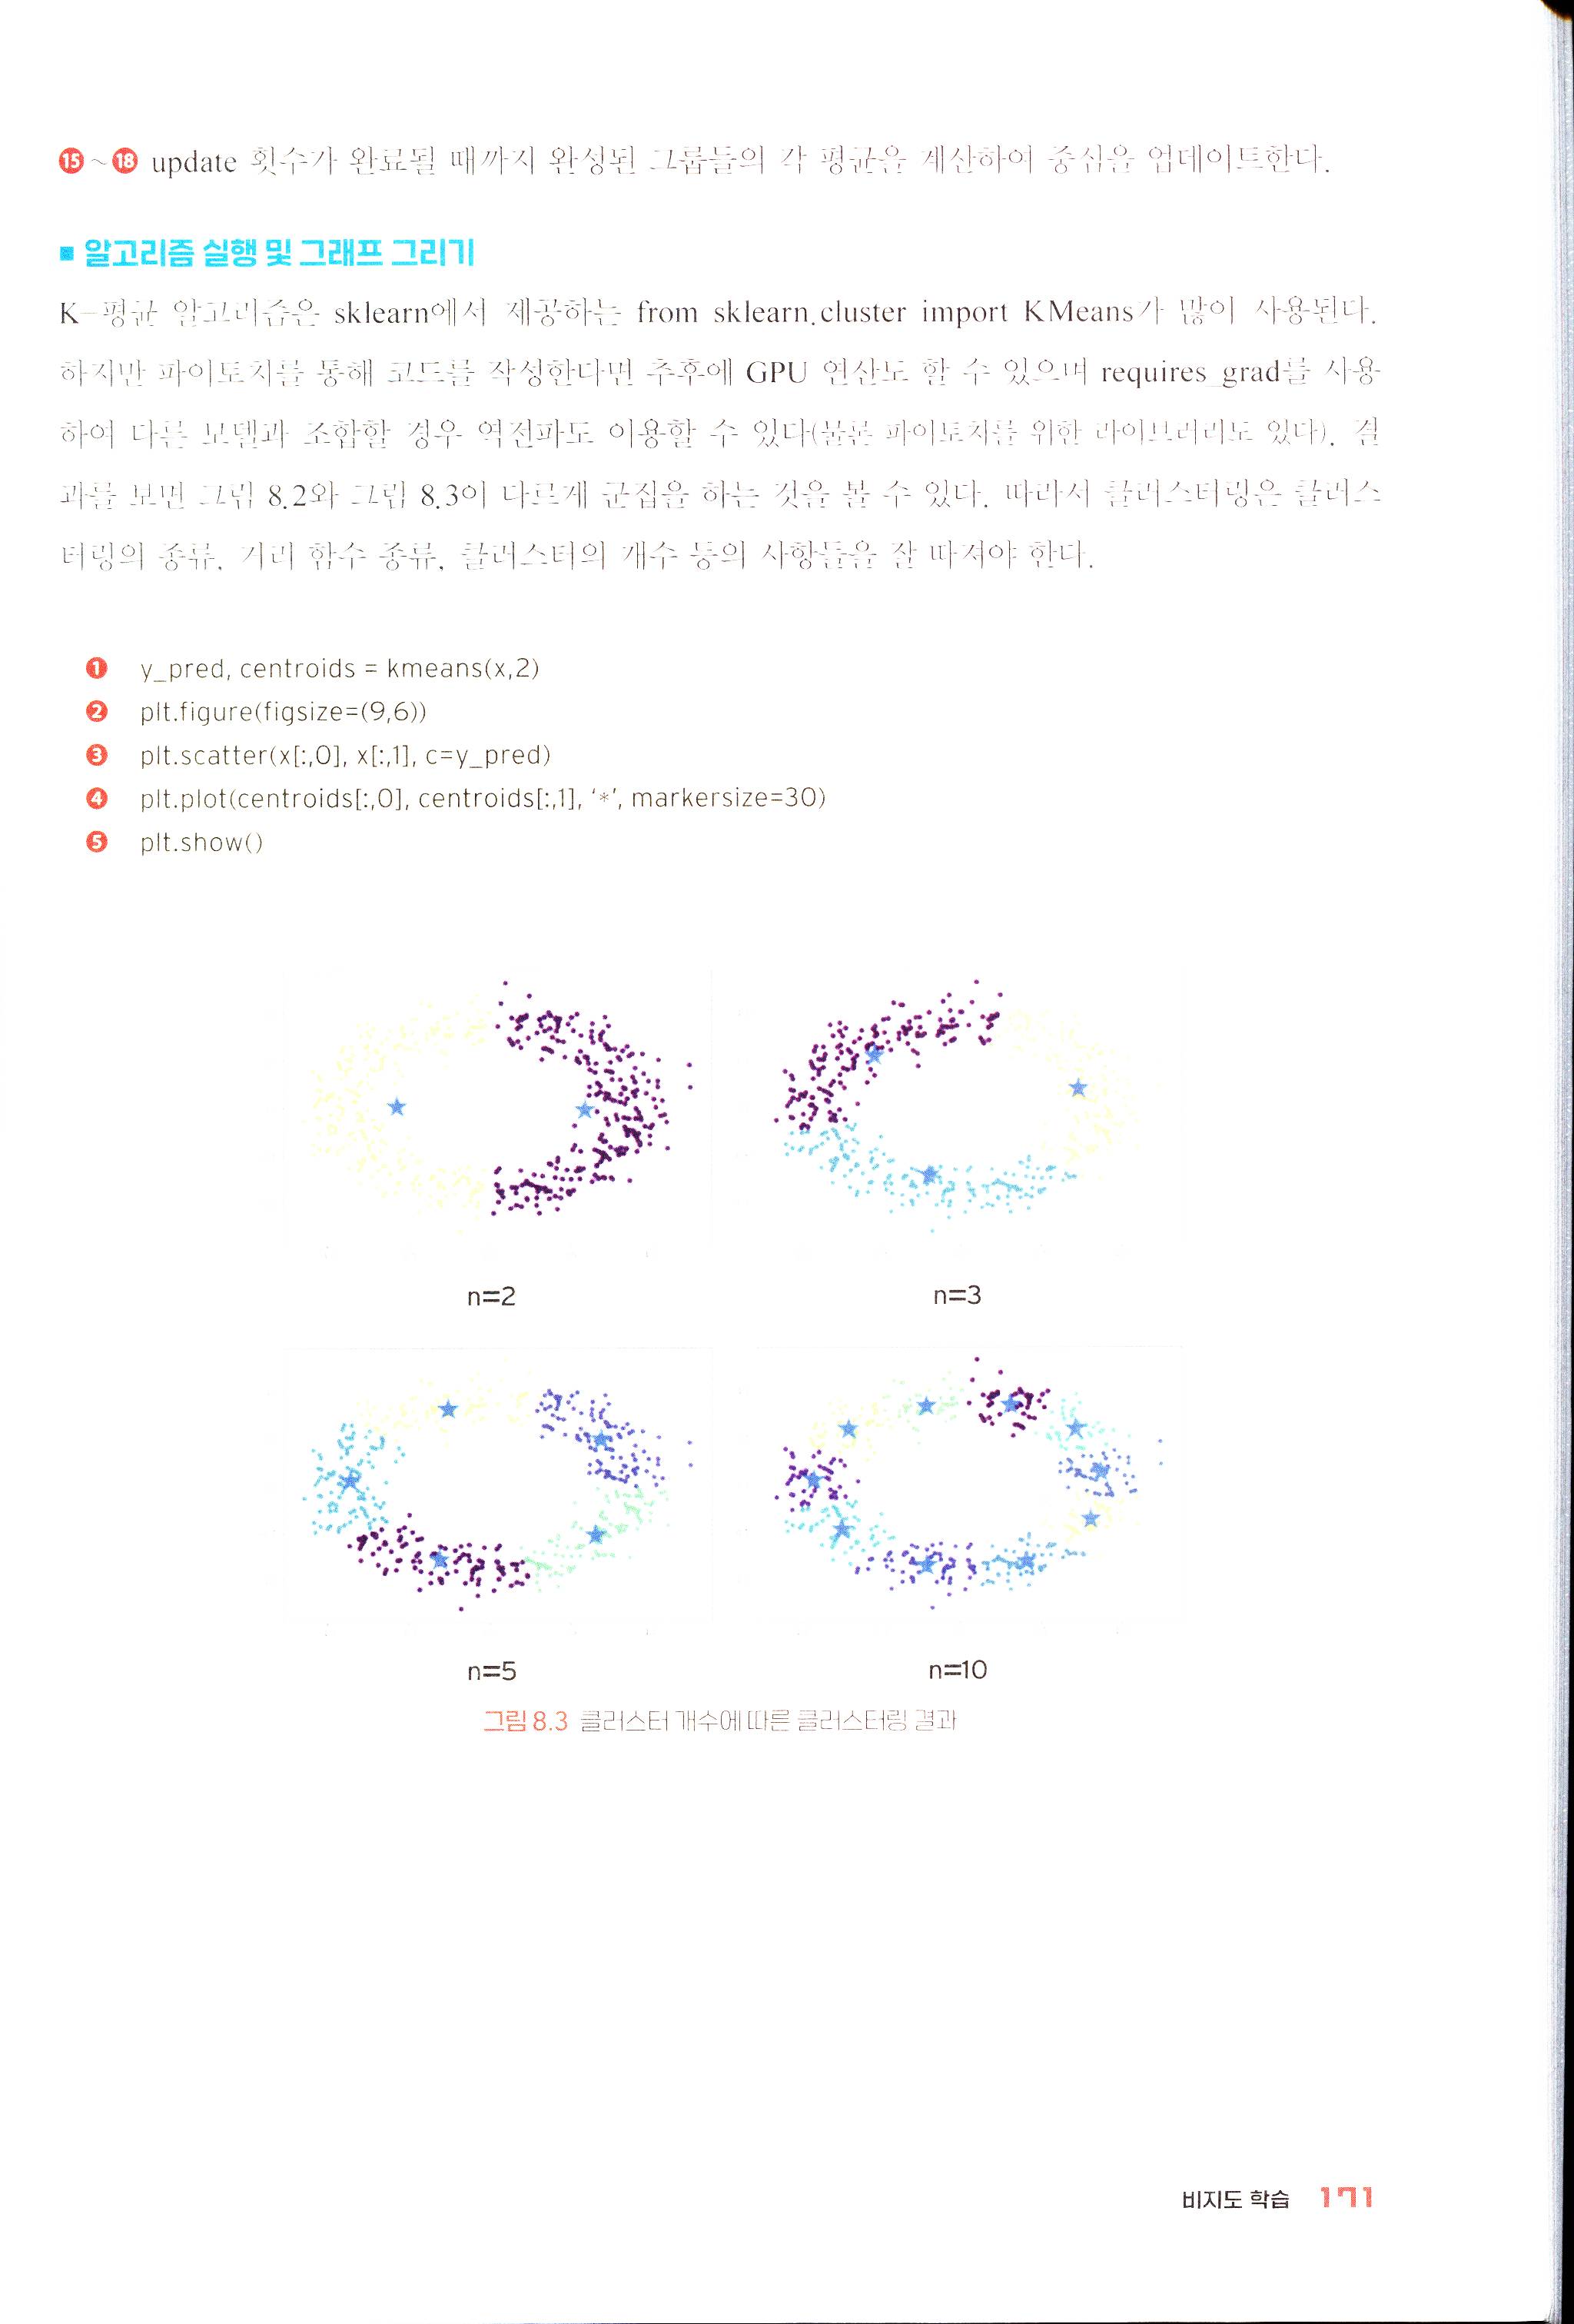 15 ~ 18 update 횟수가 완료될 때까지 완성된 그룹들의 각 평균을 계산하여 중심을 업데이트한다.
■ 알고리즘 실행 및 그래프 그리기
K-평균 알고리즘은 sklearn에서 제공하는 from sklearn.cluster import KMeans가 많이 사용된다.
하지만 파이토치를 통해 코드를 작성한다면 추후에 GPU 연산도 할 수 있으며 requires_grad를 사용
하여 다른 모델과 조합할 경우 역전파도 이용할 수 있다(물론 파이토치를 위한 라이브러리도 있다). 결
과를 보면 그림 8.2와 그림 8.3이 다르게 군집을 하는 것을 볼 수 있다. 따라서 클러스터링은 클러스
터링의 종류, 거리 함수 종류, 클러스터의 개수 등의 사항들을 잘 따져야 한다.
1 y_pred, centroids = kmeans(x,2)
2 plt.figure(figsize=(9,6))
3 plt.scatter(x[:,0], x[:,1], c=y_pred)
4 plt.plot(centroids[:,0], centroids[:,1], ‘*’, markersize=30)
5 plt.show()
n=2
n=3
n=5
n=10
그림 8.3 클러스터 개수에 따른 클러스터링 결과
비지도 학습 171